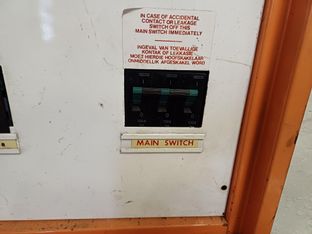 IN CASE OF ACCIDENTAL
CONTACT OR LEAKAGE
SWITCH OFF THIS
MAIN SWITCH IMMEDIATELY
INGEVAL VAN TOEVALLIGE
KONTAK OF LEKKASIE
MOET HIERDIE HOOFSKAKELAAR
ONMIDDELLIK AFGESKAKEL WORD
MAIN SWITCH